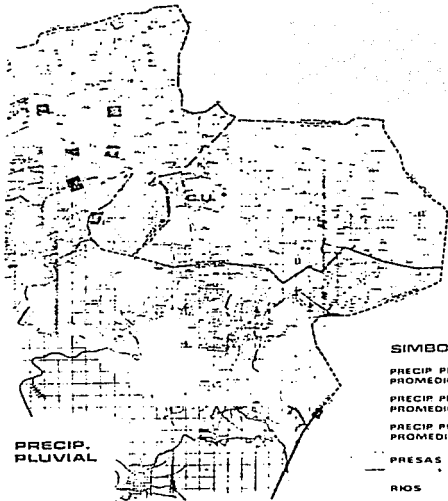 PRECIP.
PLUVIAL
SIMBO
PRECIP. P
PROMEDI
PRECIP. P
PROMEDI
PRECIP. P
PROMEDI
PRESAS
RIOS